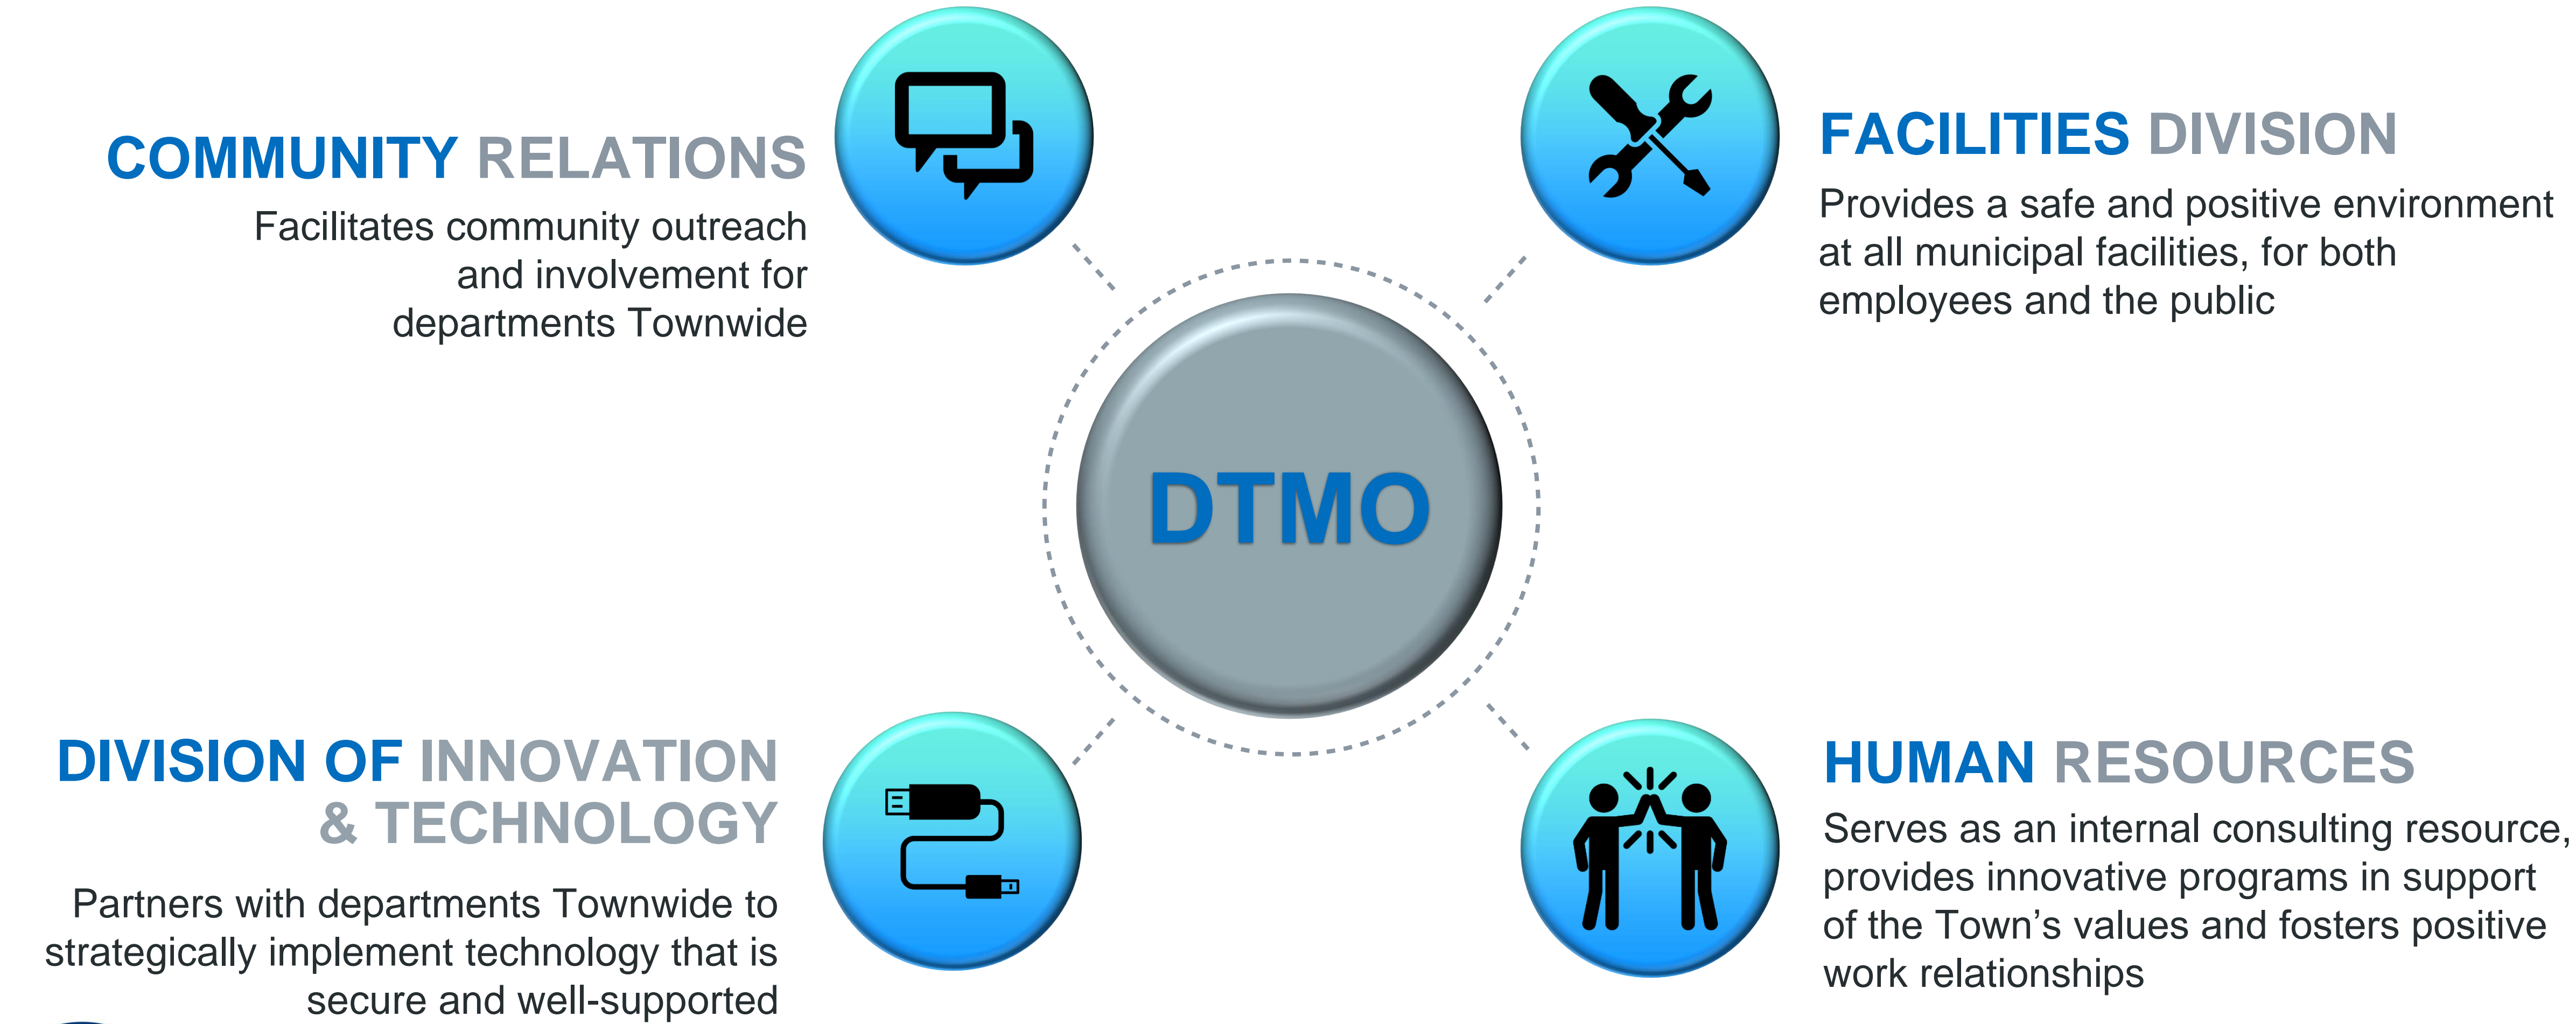 COMMUNITY RELATIONS
Facilitates community outreach
and involvement for
departments Townwide
FACILITIES DIVISION
Provides a safe and positive environment
at all municipal facilities, for both
employees and the public
DTMO
DIVISION OF INNOVATION
& TECHNOLOGY
Partners with departments Townwide to
strategically implement technology that is
secure and well-supported
HUMAN RESOURCES
Serves as an internal consulting resource,
provides innovative programs in support
of the Town’s values and fosters positive
work relationships